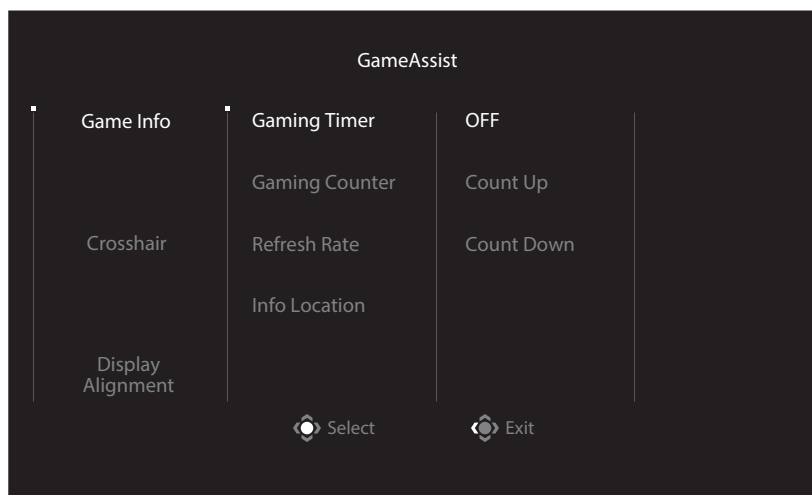 GameAssist
Game Info Gaming Timer OFF
Gaming Counter Count Up
Crosshair Refresh Rate Count Down
Info Location
Display
Alignment
Select Exit